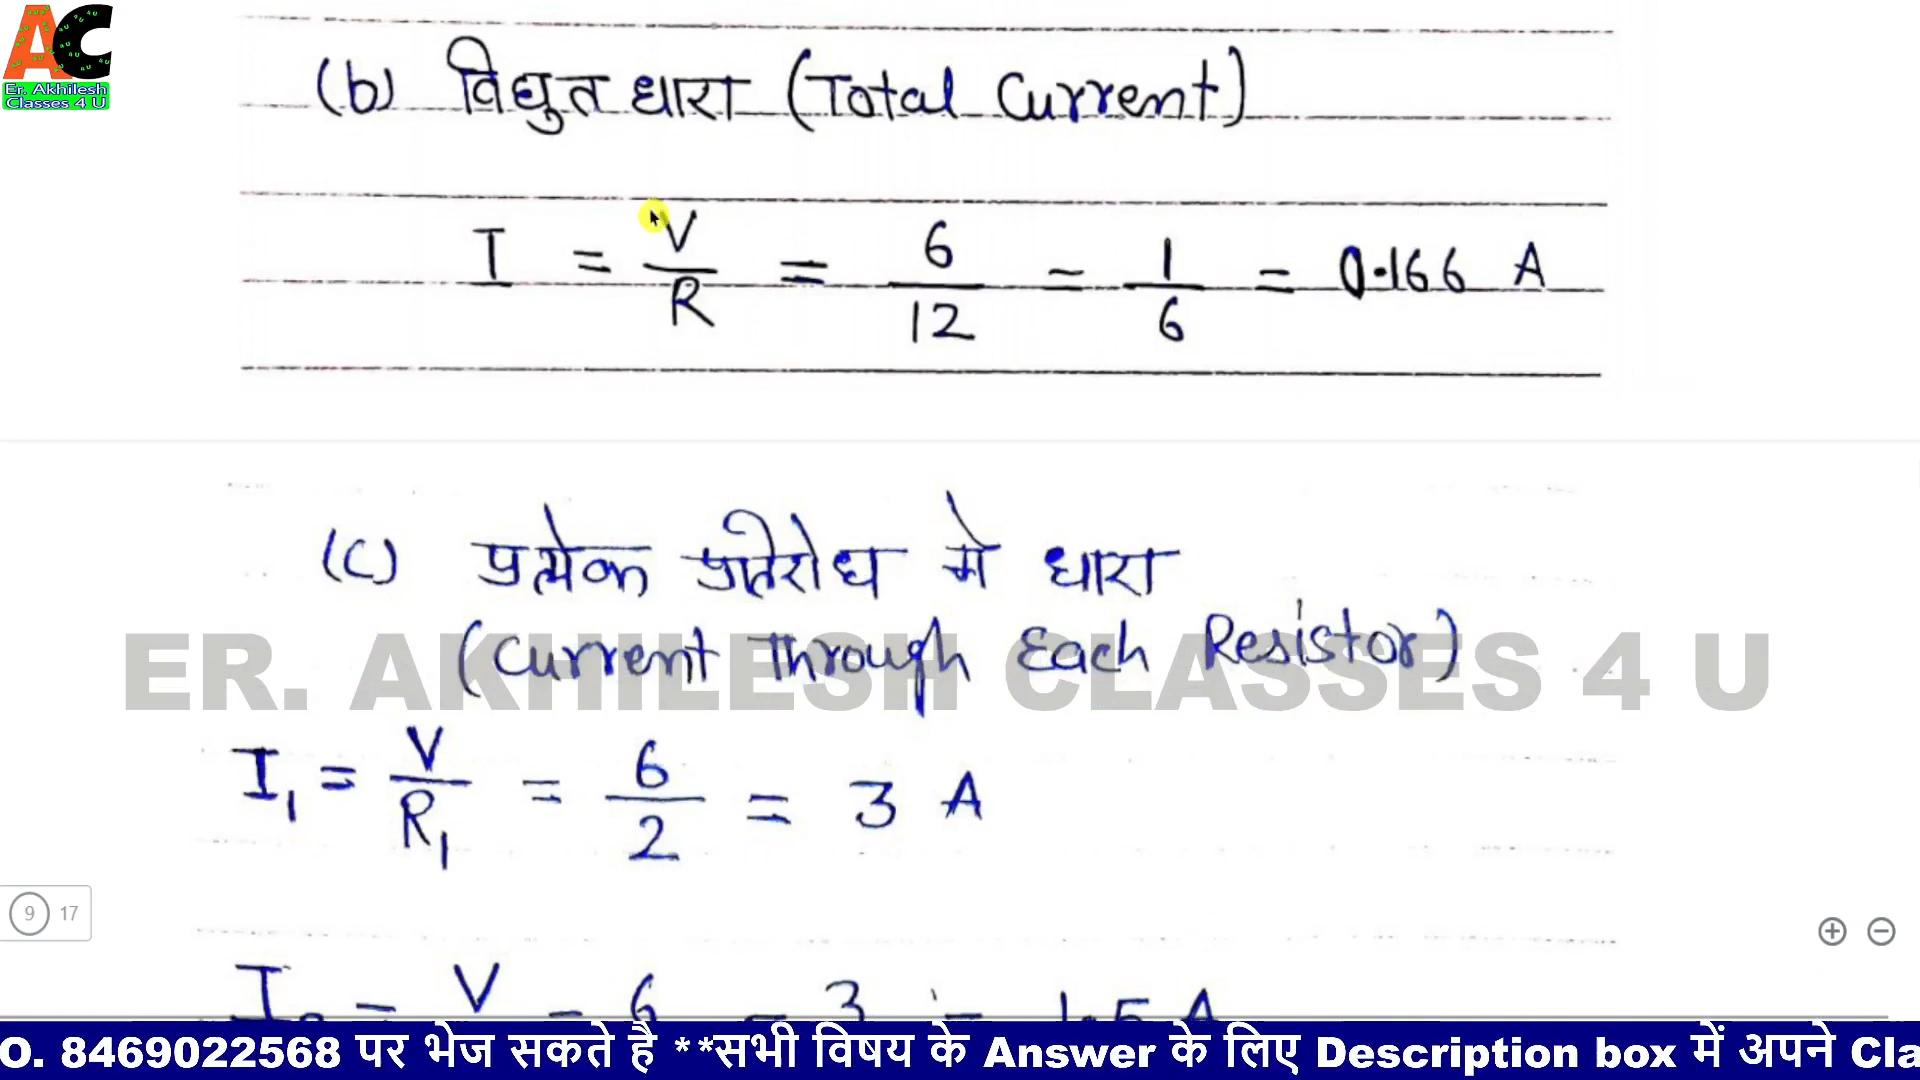 AC
Er. Akhilesh
Classes 4 U
(b) विद्युत धारा (Total Current)
I = V/R = 6/12 = 1/6 = 0.166 A
(c) प्रत्येक प्रतिरोध मे धारा
(Current Through Each Resistor)
ER. AKHILESH CLASSES 4 U
I₁ = V/R₁ = 6/2 = 3 A
9 17
O. 8469022568 पर भेज सकते है **सभी विषय के Answer के लिए Description box में अपने Cla